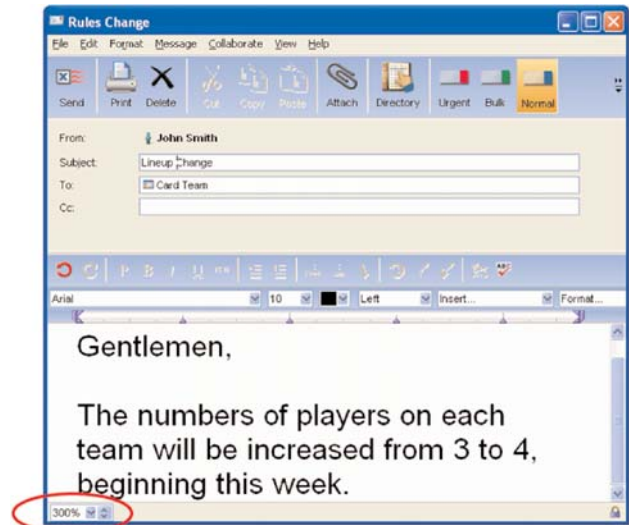 Rules Change
File Edit Format Message Collaborate View Help
Send Print Delete Cut Copy Paste Attach Directory Urgent Bulk Normal
From: John Smith
Subject: Lineup Change
To: Card Team
Cc:
P B I U ABC
Arial 10 Left Insert... Format...
Gentlemen,
The numbers of players on each
team will be increased from 3 to 4,
beginning this week.
300%